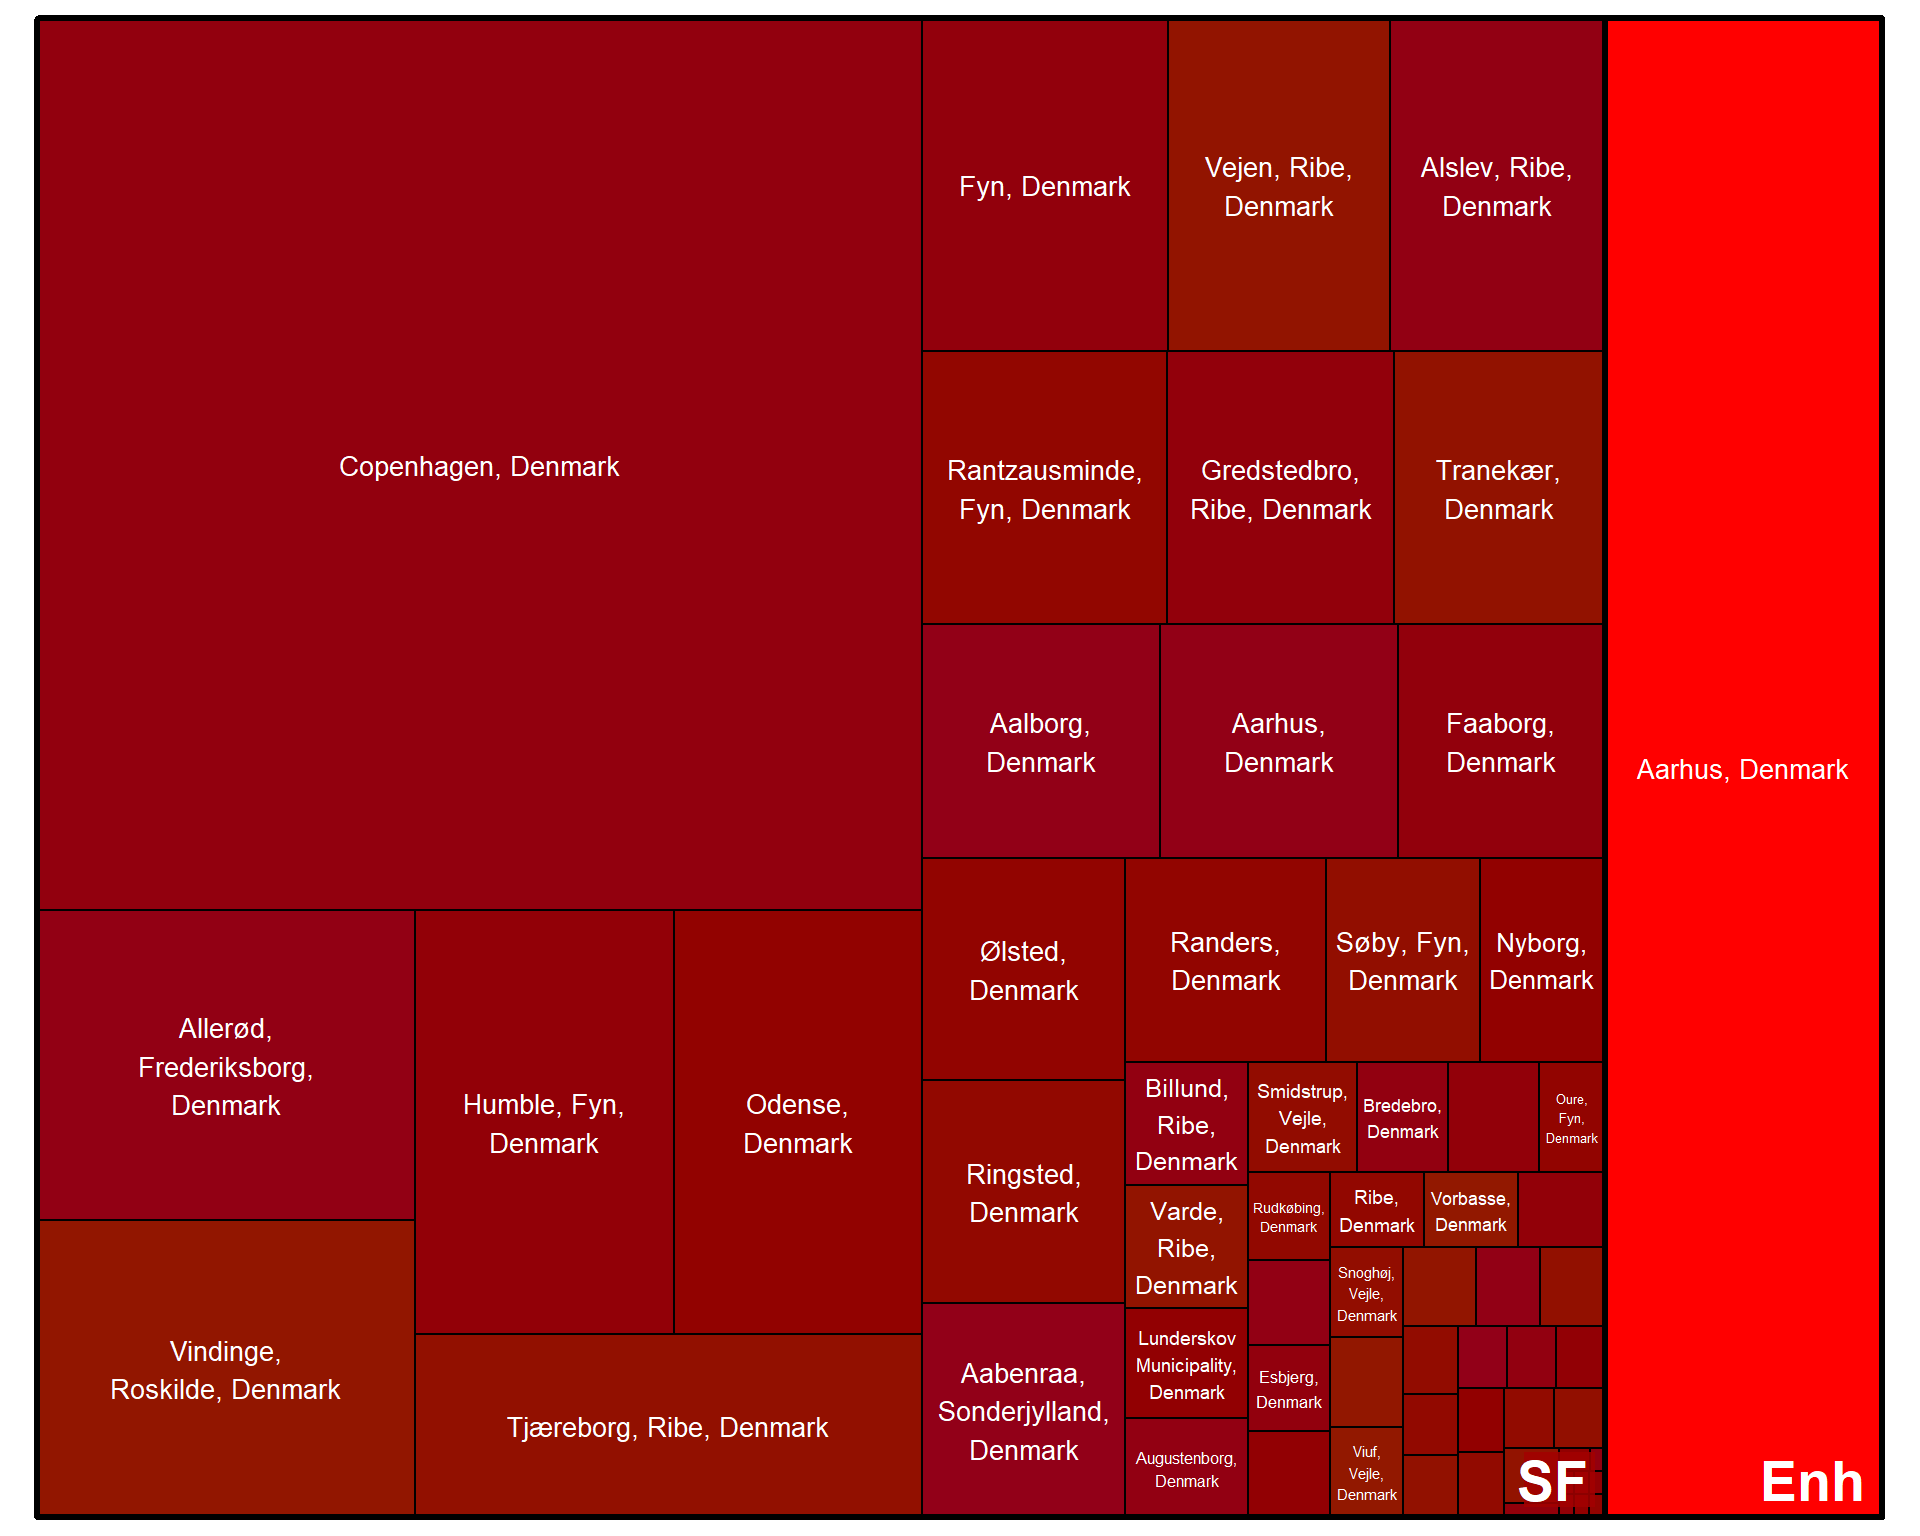 Copenhagen, Denmark
Allerød,
Frederiksborg,
Denmark
Vindinge,
Roskilde, Denmark
Humble, Fyn,
Denmark
Odense,
Denmark
Tjæreborg, Ribe, Denmark
Fyn, Denmark
Vejen, Ribe,
Denmark
Alslev, Ribe,
Denmark
Rantzausminde,
Fyn, Denmark
Gredstedbro,
Ribe, Denmark
Tranekær,
Denmark
Aalborg,
Denmark
Aarhus,
Denmark
Faaborg,
Denmark
Ølsted,
Denmark
Ringsted,
Denmark
Aabenraa,
Sonderjylland,
Denmark
Randers,
Denmark
Søby, Fyn,
Denmark
Nyborg,
Denmark
Billund,
Ribe,
Denmark
Varde,
Ribe,
Denmark
Lunderskov
Municipality,
Denmark
Augustenborg,
Denmark
Smidstrup,
Vejle,
Denmark
Bredebro,
Denmark
Oure,
Fyn,
Denmark
Rudkøbing,
Denmark
Ribe,
Denmark
Vorbasse,
Denmark
Esbjerg,
Denmark
Snoghøj,
Vejle,
Denmark
Viuf,
Vejle,
Denmark
SF
Aarhus, Denmark
Enh